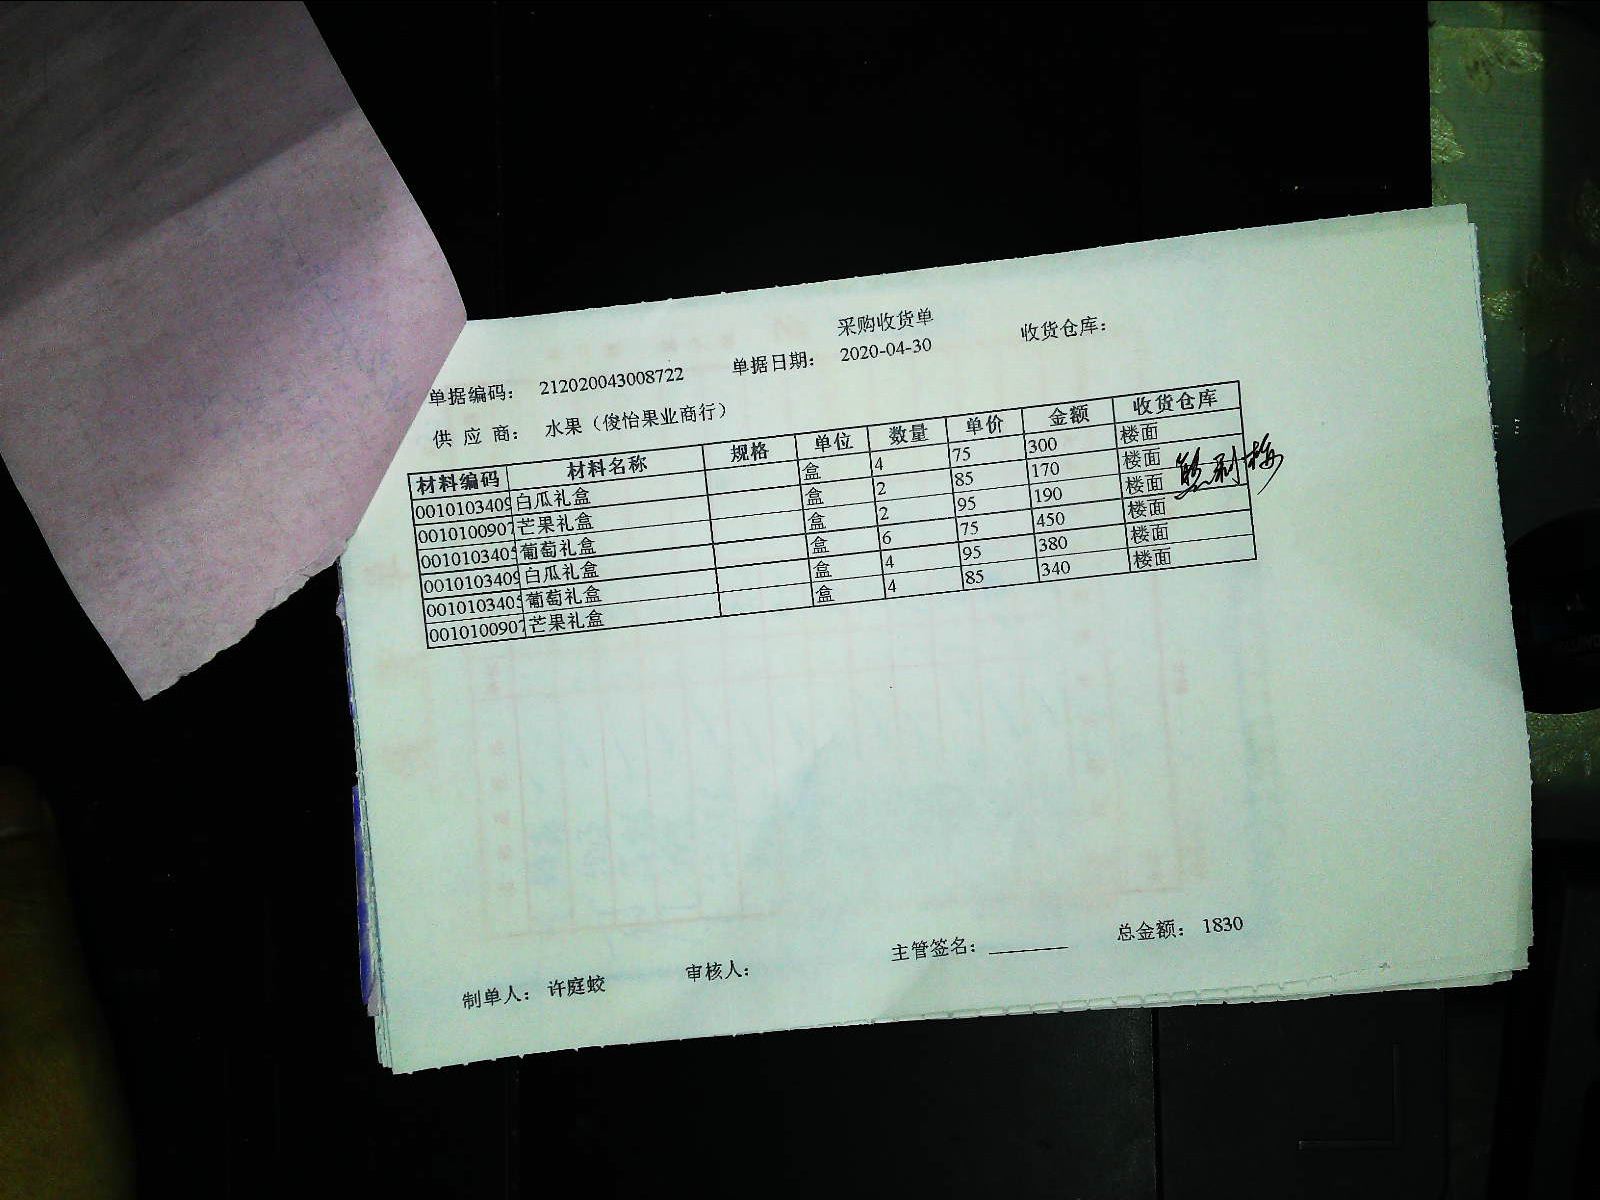 采购收货单
单据编码： 212020043008722 单据日期： 2020-04-30 收货仓库：
供 应 商： 水果（俊怡果业商行）
材料编码 材料名称 规格 单位 数量 单价 金额 收货仓库
0010103409 白瓜礼盒 盒 4 75 300 楼面
0010100907 芒果礼盒 盒 2 85 170 楼面
0010103405 葡萄礼盒 盒 2 95 190 楼面
0010103409 白瓜礼盒 盒 6 75 450 楼面
0010103405 葡萄礼盒 盒 4 95 380 楼面
0010100907 芒果礼盒 盒 4 85 340 楼面
制单人： 许庭蛟 审核人： 主管签名： 总金额： 1830